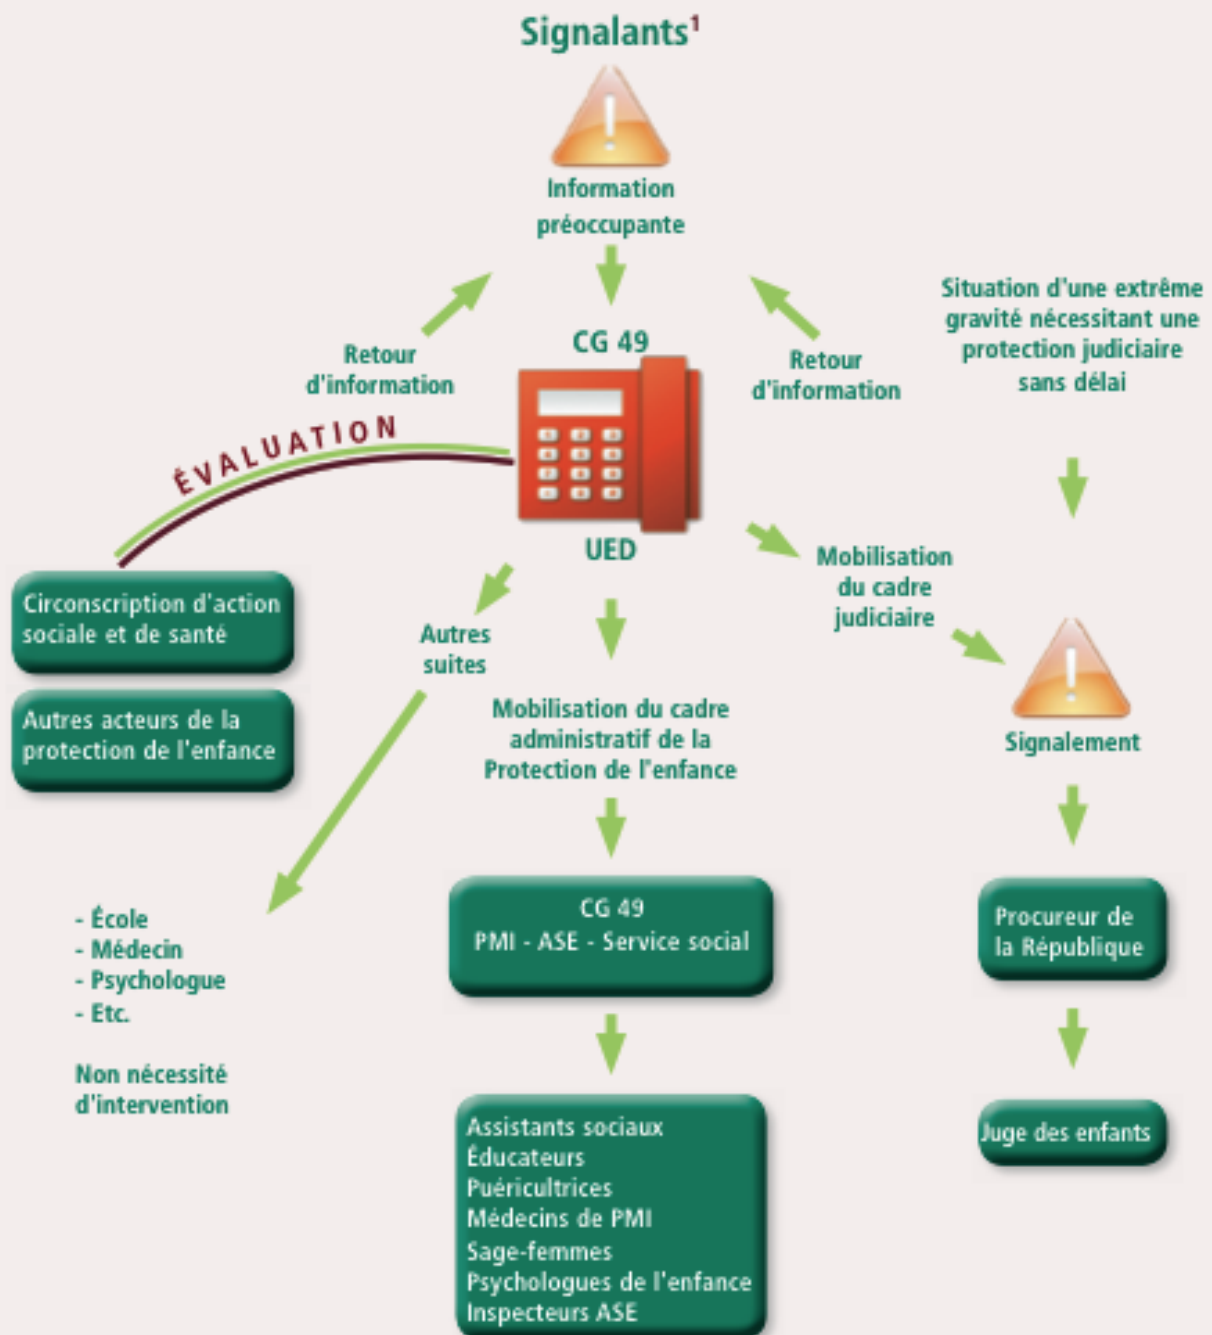 Signalants¹
Information
préoccupante
Situation d'une extrême
gravité nécessitant une
protection judiciaire
sans délai
CG 49
Retour
d'information
Retour
d'information
ÉVALUATION
UED
Mobilisation
du cadre
judiciaire
Circonscription d'action
sociale et de santé
Autres
suites
Autres acteurs de la
protection de l'enfance
Mobilisation du cadre
administratif de la
Protection de l'enfance
Signalement
- École
- Médecin
- Psychologue
- Etc.
Non nécessité
d'intervention
CG 49
PMI - ASE - Service social
Procureur de
la République
Assistants sociaux
Éducateurs
Puéricultrices
Médecins de PMI
Sage-femmes
Psychologues de l'enfance
Inspecteurs ASE
Juge des enfants